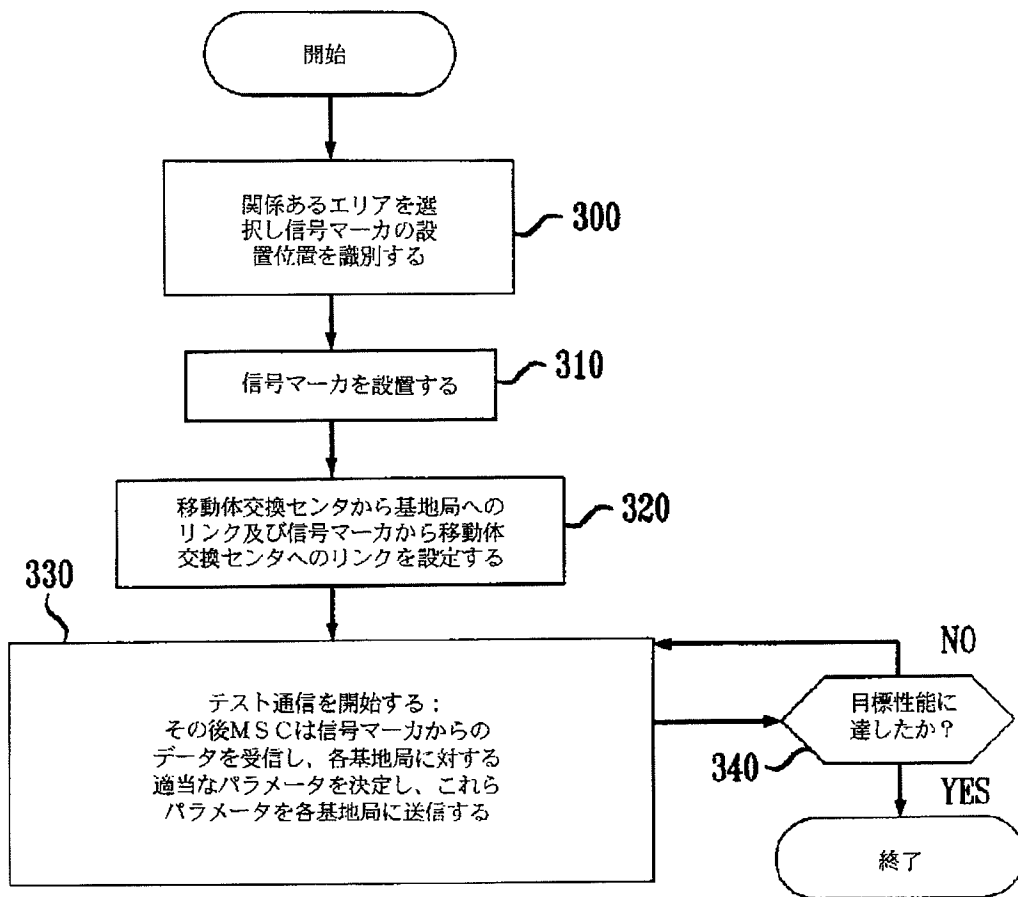 開始
関係あるエリアを選
択し信号マーカの設
置位置を識別する
300
信号マーカを設置する
310
移動体交換センタから基地局への
リンク及び信号マーカから移動体
交換センタへのリンクを設定する
320
330
テスト通信を開始する:
その後MSCは信号マーカからの
データを受信し、各基地局に対する
適当なパラメータを決定し、これら
パラメータを各基地局に送信する
NO
目標性能に
達したか?
340
YES
終了